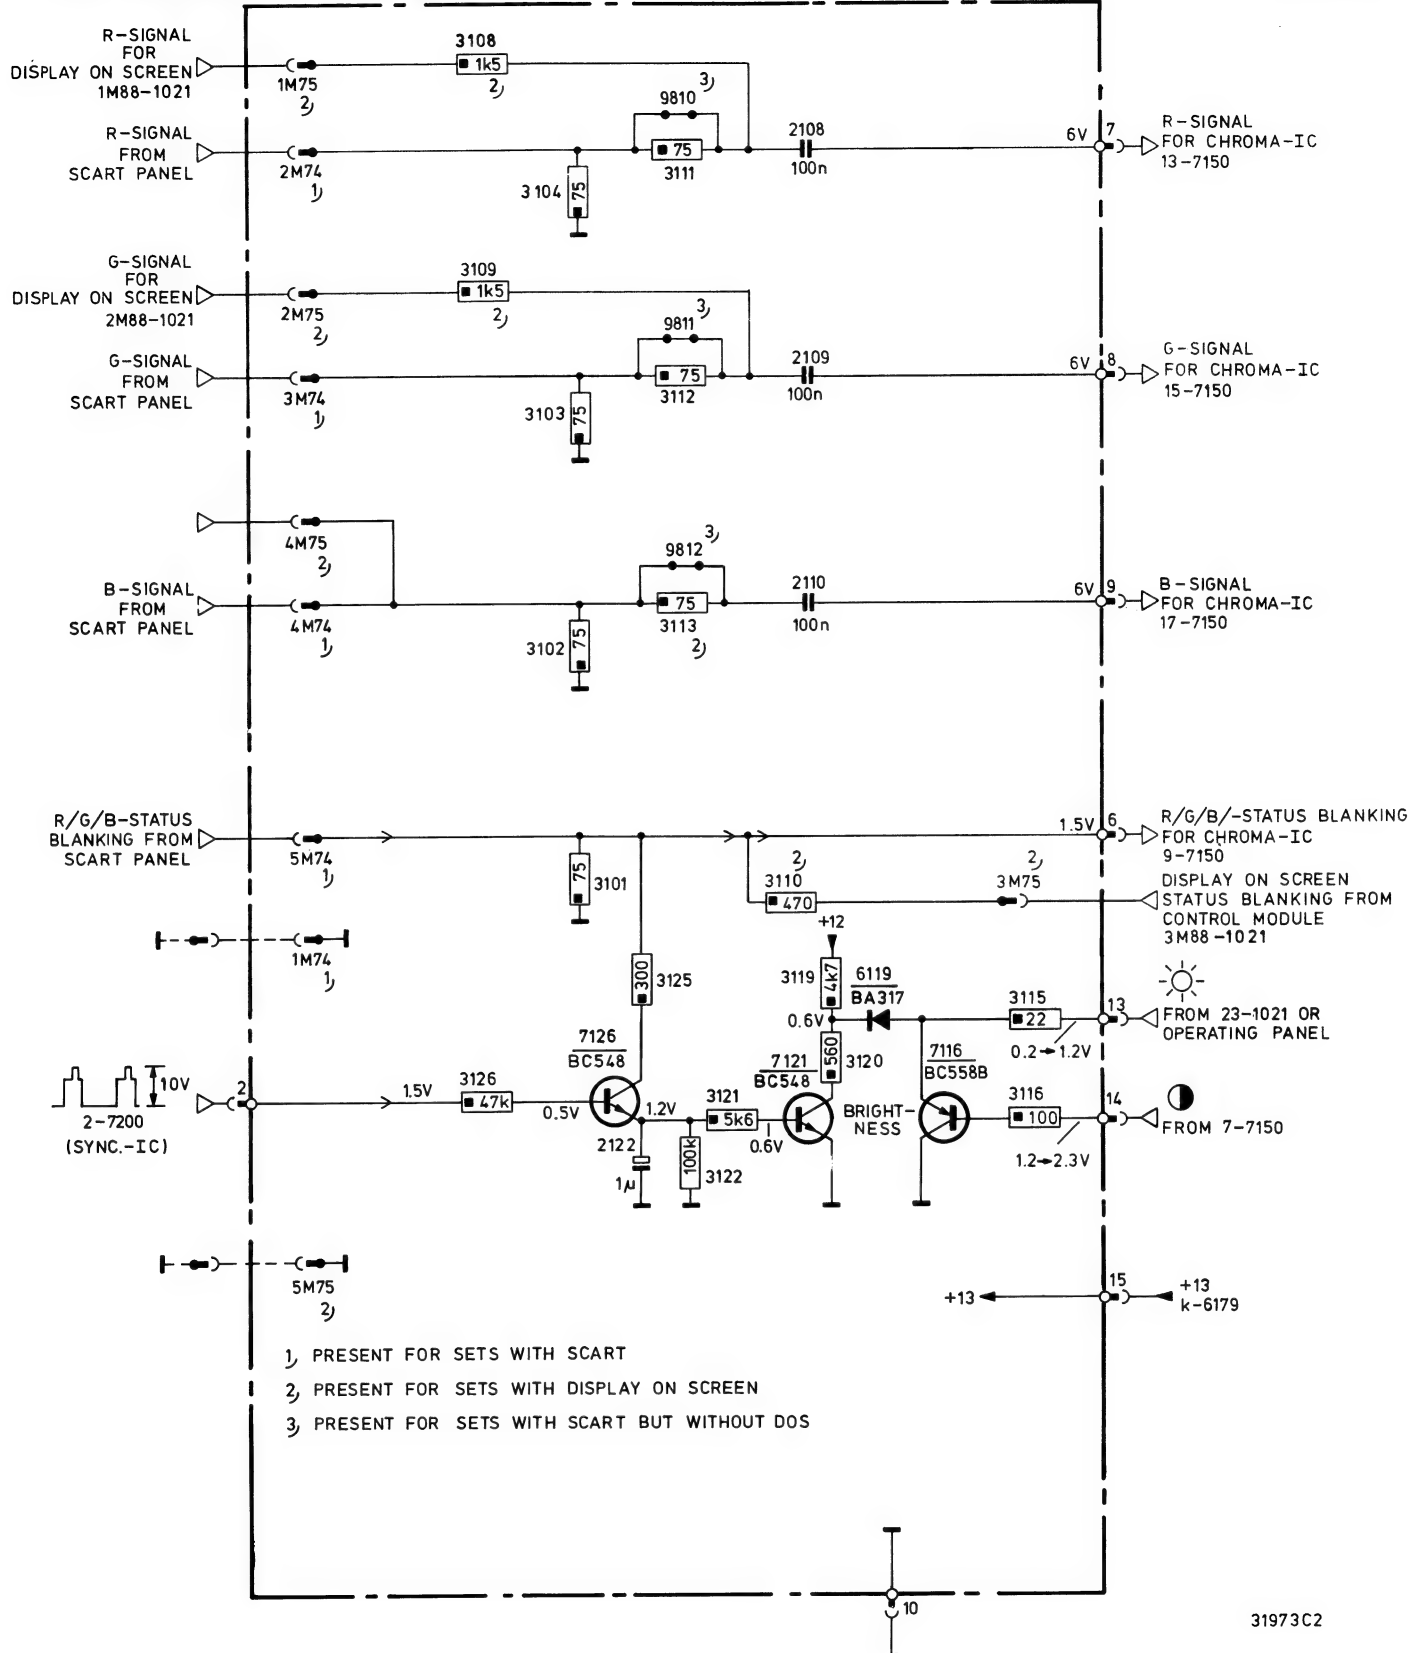 R-SIGNAL
FOR
DISPLAY ON SCREEN
1M88-1021
1M75
2)
3108
1k5
2)
R-SIGNAL
FROM
SCART PANEL
2M74
1)
3104
75
3)
9810
75
3111
2108
100n
6V
7
R-SIGNAL
FOR CHROMA-IC
13-7150
G-SIGNAL
FOR
DISPLAY ON SCREEN
2M88-1021
2M75
2)
3109
1k5
2)
G-SIGNAL
FROM
SCART PANEL
3M74
1)
3103
75
3)
9811
75
3112
2109
100n
6V
8
G-SIGNAL
FOR CHROMA-IC
15-7150
4M75
2)
B-SIGNAL
FROM
SCART PANEL
4M74
1)
3102
75
3)
9812
75
3113
2)
2110
100n
6V
9
B-SIGNAL
FOR CHROMA-IC
17-7150
R/G/B-STATUS
BLANKING FROM
SCART PANEL
5M74
1)
75
3101
1.5V
6
R/G/B/-STATUS BLANKING
FOR CHROMA-IC
9-7150
2)
3110
470
2)
3M75
DISPLAY ON SCREEN
STATUS BLANKING FROM
CONTROL MODULE
3M88-1021
1M74
1)
300
3125
+12
3119
4k7
0.6V
6119
BA317
3115
22
0.2→1.2V
13
FROM 23-1021 OR
OPERATING PANEL
10V
2-7200
(SYNC.-IC)
2
1.5V
3126
47k
0.5V
7126
BC548
1.2V
2122
1µ
100k
3122
3121
5k6
0.6V
7121
BC548
560
3120
BRIGHT-
NESS
7116
BC558B
3116
100
1.2→2.3V
14
FROM 7-7150
5M75
2)
+13
15
+13
k-6179
1) PRESENT FOR SETS WITH SCART
2) PRESENT FOR SETS WITH DISPLAY ON SCREEN
3) PRESENT FOR SETS WITH SCART BUT WITHOUT DOS
10
31973C2